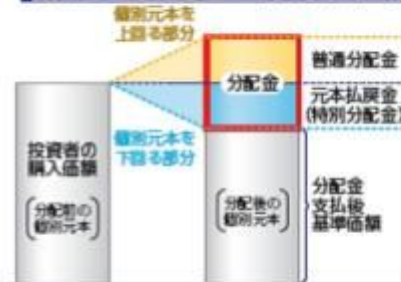 個別元本を
上回る部分
分配金
普通分配金
元本払戻金
(特別分配金)
個別元本を
下回る部分
投資者の
購入価額
(分配前の
個別元本)
(分配後の
個別元本)
分配金
支払後
基準価額